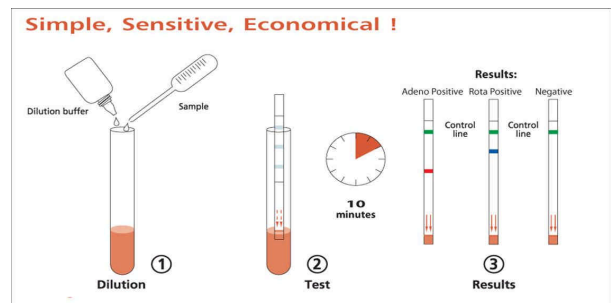 Simple, Sensitive, Economical !
Dilution buffer
Sample
10
minutes
Results:
Adeno Positive Rota Positive Negative
Control
line
Control
line
1
Dilution
2
Test
3
Results